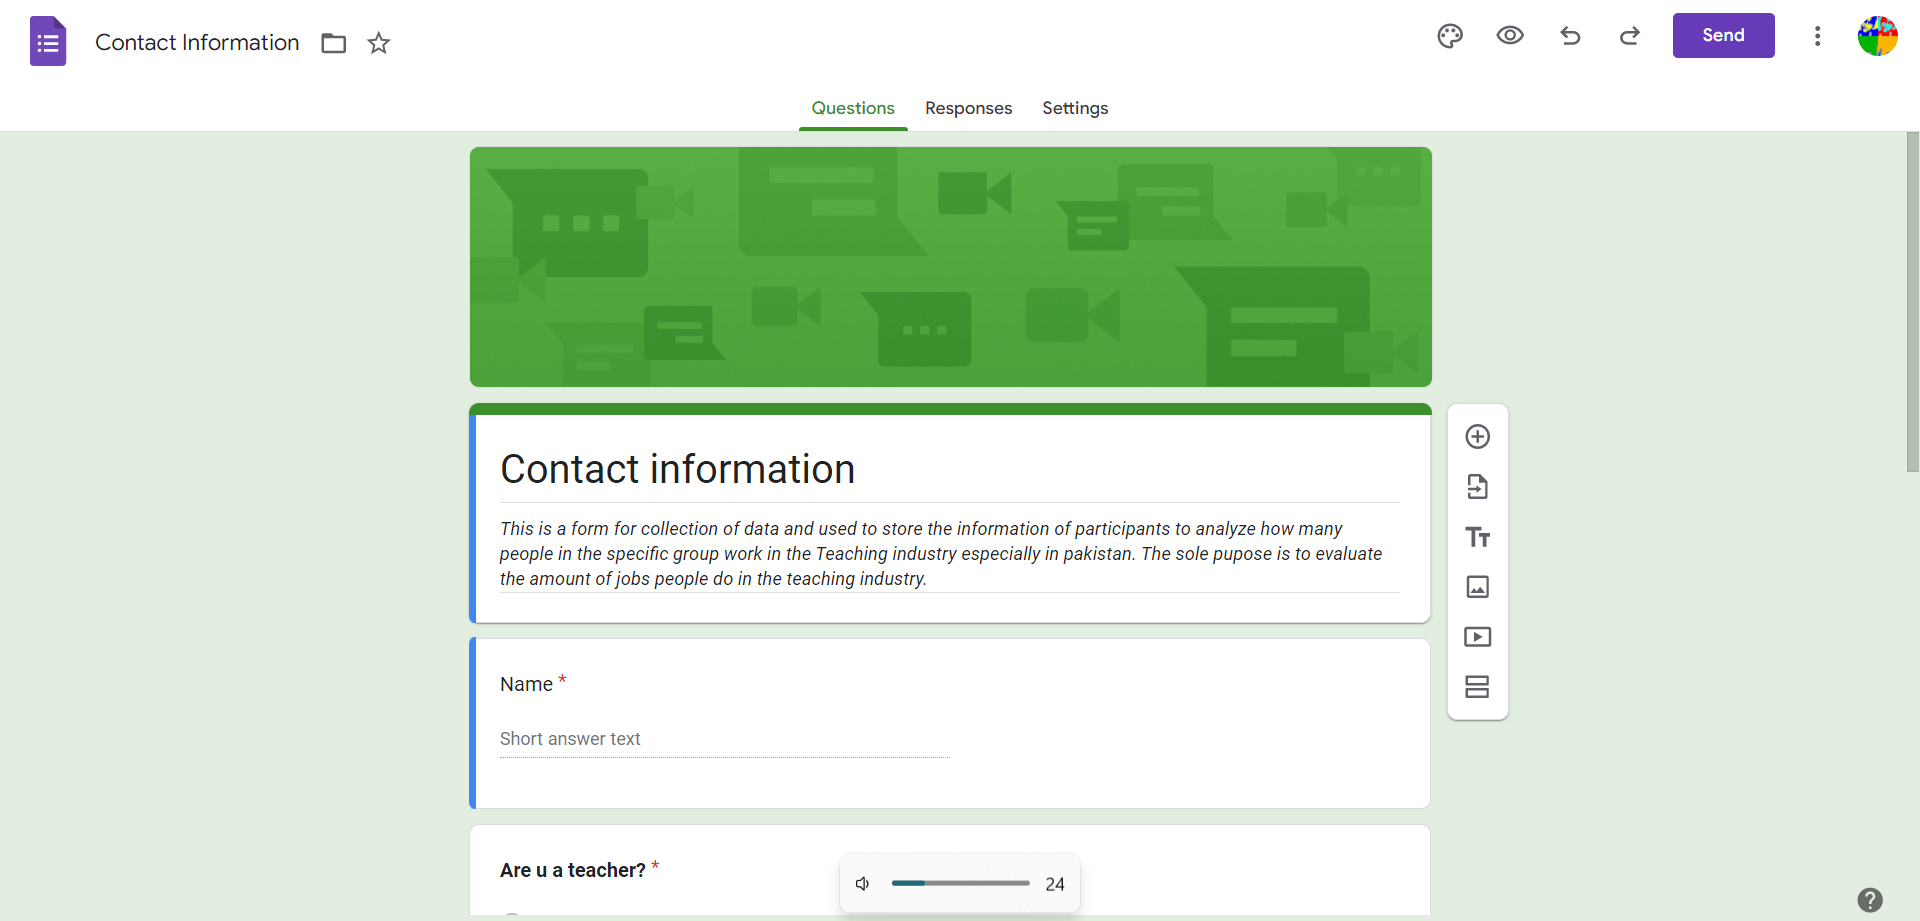 Contact Information
Send
Questions Responses Settings
Contact information
This is a form for collection of data and used to store the information of participants to analyze how many
people in the specific group work in the Teaching industry especially in pakistan. The sole pupose is to evaluate
the amount of jobs people do in the teaching industry.
Name *
Short answer text
Are u a teacher? *
24